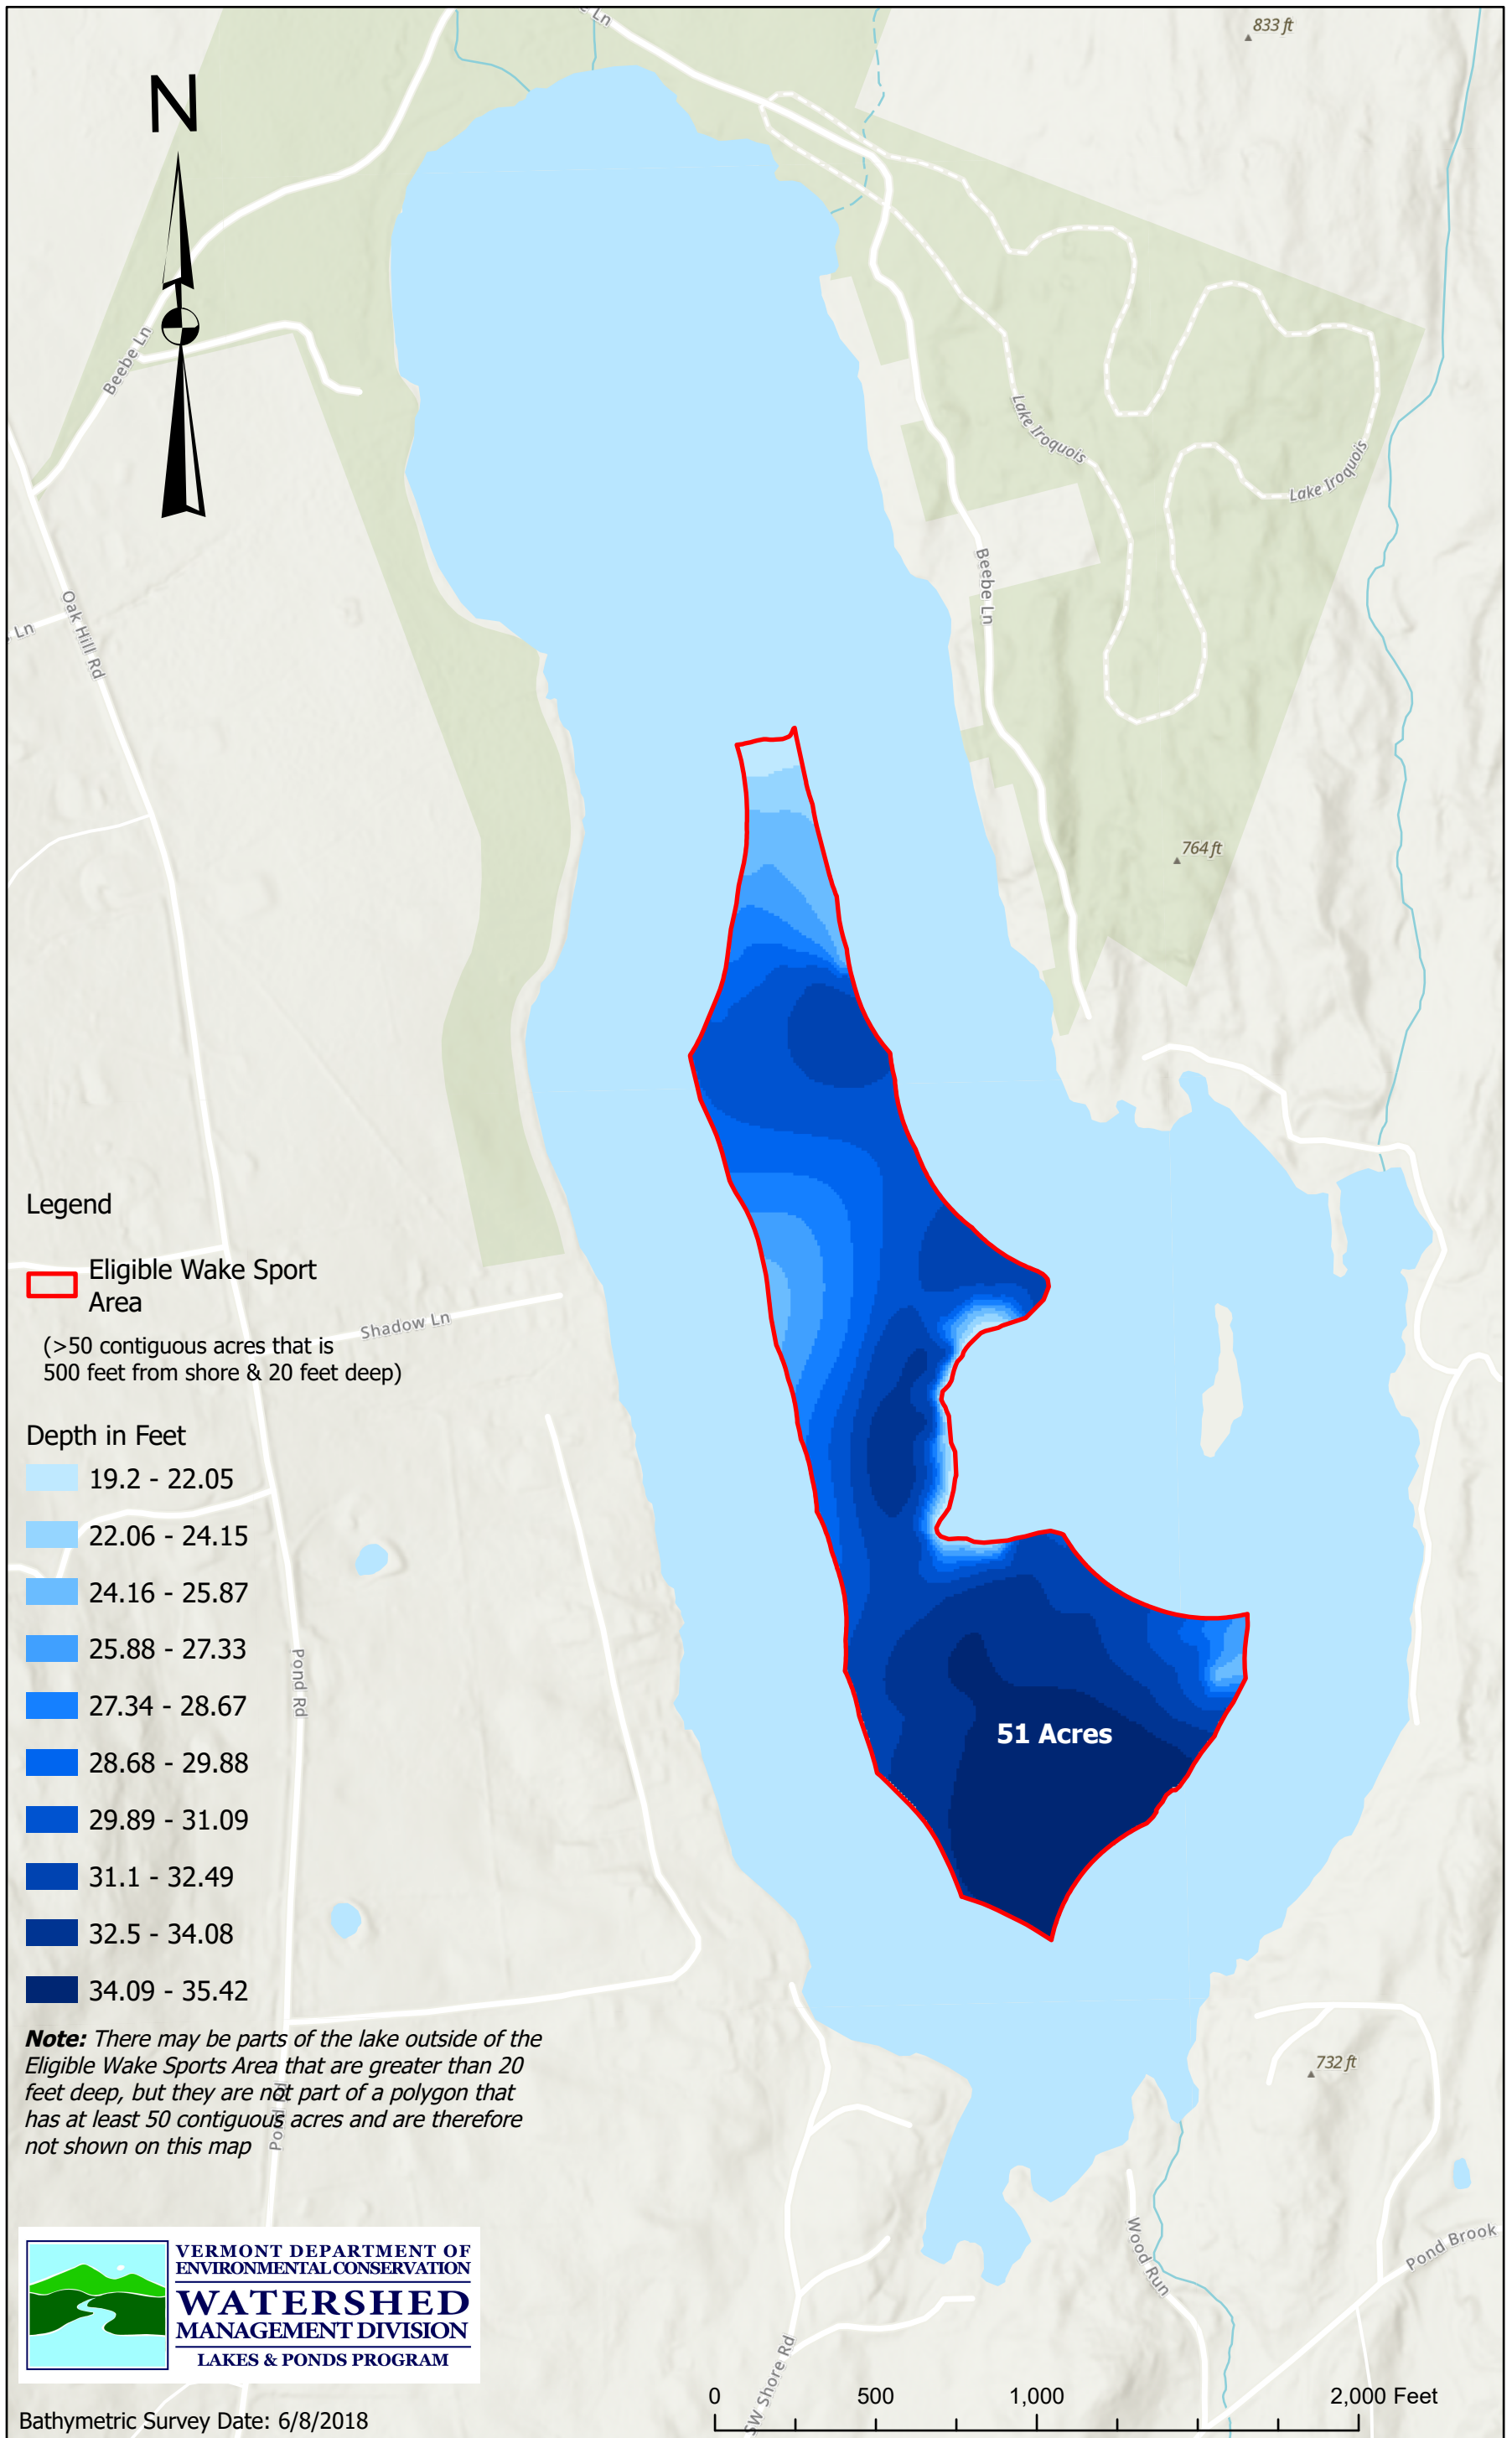 833 ft
Ln
N
Beebe Ln
Lake Iroquois
Lake Iroquois
Beebe Ln
Oak Hill Rd
Ln
764 ft
Legend
Eligible Wake Sport
Area
(>50 contiguous acres that is
500 feet from shore & 20 feet deep)
Shadow Ln
Depth in Feet
19.2 - 22.05
22.06 - 24.15
24.16 - 25.87
25.88 - 27.33
27.34 - 28.67
28.68 - 29.88
29.89 - 31.09
31.1 - 32.49
32.5 - 34.08
34.09 - 35.42
Pond Rd
51 Acres
Note: There may be parts of the lake outside of the
Eligible Wake Sports Area that are greater than 20
feet deep, but they are not part of a polygon that
has at least 50 contiguous acres and are therefore
not shown on this map
Pond Rd
732 ft
Wood Run
Pond Brook
SW Shore Rd
VERMONT DEPARTMENT OF
ENVIRONMENTAL CONSERVATION
WATERSHED
MANAGEMENT DIVISION
LAKES & PONDS PROGRAM
0 500 1,000 2,000 Feet
Bathymetric Survey Date: 6/8/2018